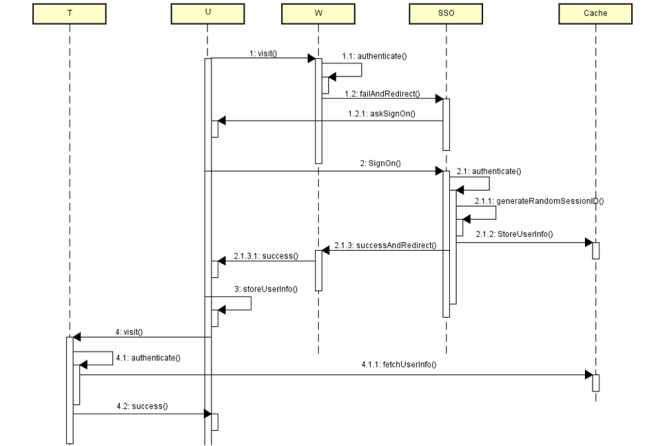 T
U
W
SSO
Cache
1: visit()
1.1: authenticate()
1.2: failAndRedirect()
1.2.1: askSignOn()
2: SignOn()
2.1: authenticate()
2.1.1: generateRandomSessionID()
2.1.2: StoreUserInfo()
2.1.3: successAndRedirect()
2.1.3.1: success()
3: storeUserInfo()
4: visit()
4.1: authenticate()
4.1.1: fetchUserInfo()
4.2: success()